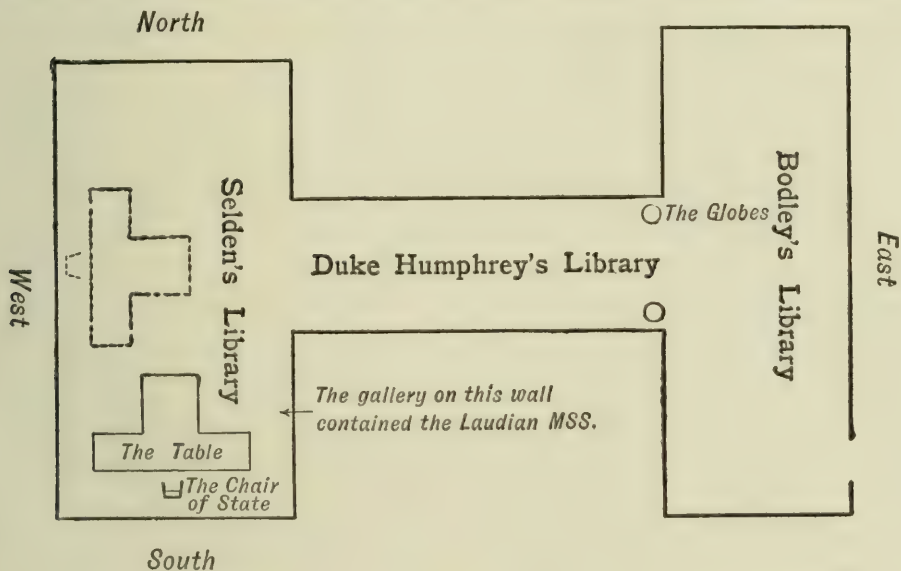 North
West
Selden's Library
Duke Humphrey's Library
The Globes
Bodley's Library
East
The gallery on this wall
contained the Laudian MSS.
The Table
The Chair
of State
South